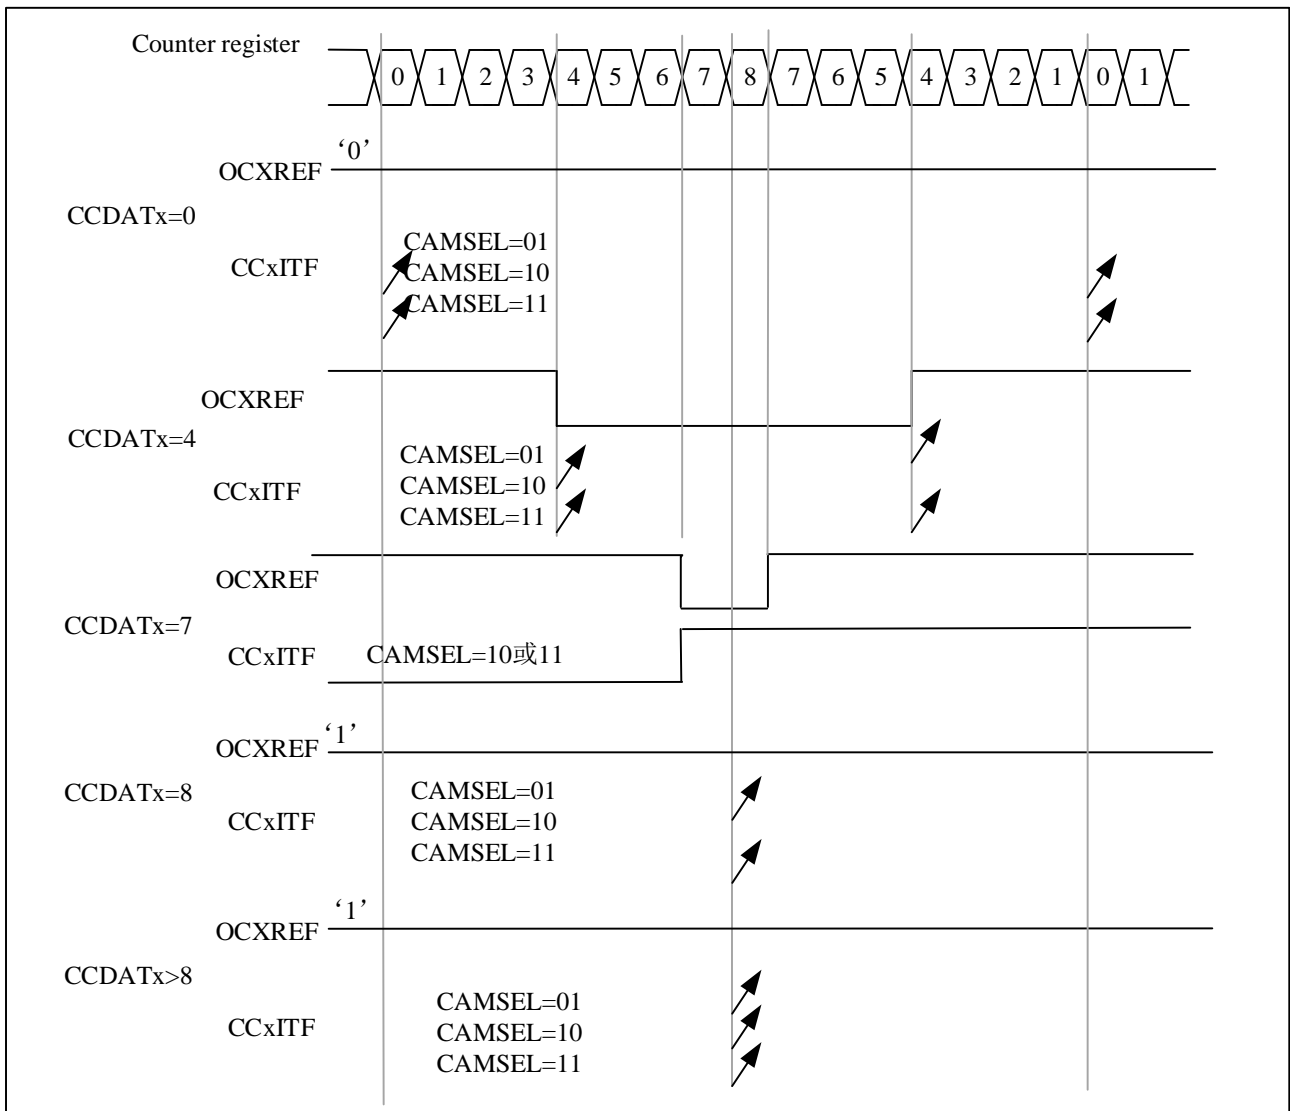 Counter register
0 1 2 3 4 5 6 7 8 7 6 5 4 3 2 1 0 1
‘0’
OCXREF
CCDATx=0
CAMSEL=01
CCxITF
CAMSEL=10
CAMSEL=11
OCXREF
CCDATx=4
CAMSEL=01
CAMSEL=10
CCxITF
CAMSEL=11
OCXREF
CCDATx=7
CCxITF
CAMSEL=10或11
‘1’
OCXREF
CCDATx=8
CAMSEL=01
CCxITF
CAMSEL=10
CAMSEL=11
‘1’
OCXREF
CCDATx>8
CAMSEL=01
CCxITF
CAMSEL=10
CAMSEL=11